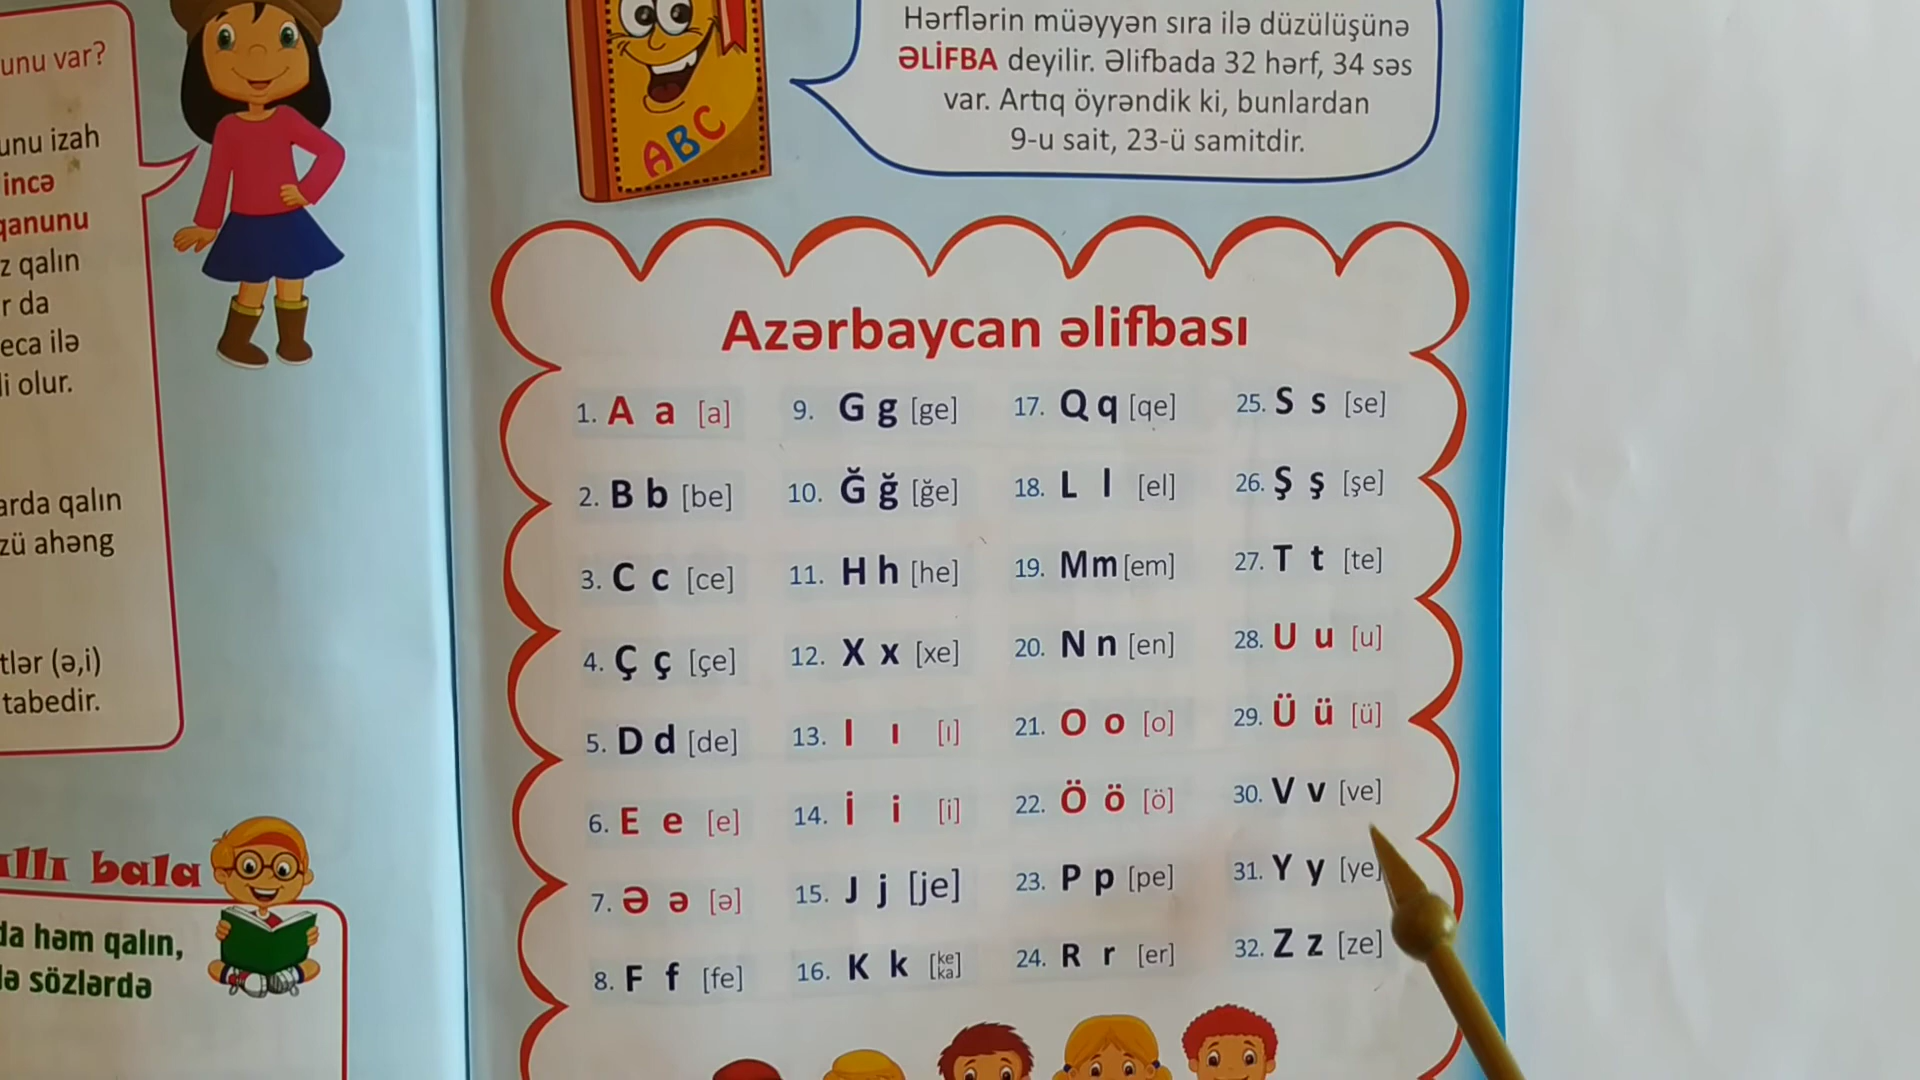 unu var?
unu izah
incə
qanunu
z qalın
r da
eca ilə
li olur.
arda qalın
zü ahəng
tlər (ə,i)
tabedir.
ıllı bala
da həm qalın,
lə sözlərdə
ABC
Hərflərin müəyyən sıra ilə düzülüşünə
ƏLİFBA deyilir. Əlifbada 32 hərf, 34 səs
var. Artıq öyrəndik ki, bunlardan
9-u sait, 23-ü samitdir.
Azərbaycan əlifbası
1. A a [a]
2. B b [be]
3. C c [ce]
4. Ç ç [çe]
5. D d [de]
6. E e [e]
7. Ə ə [ə]
8. F f [fe]
9. G g [ge]
10. Ğ ğ [ğe]
11. H h [he]
12. X x [xe]
13. I ı [ı]
14. İ i [i]
15. J j [je]
16. K k [ke ka]
17. Q q [qe]
18. L l [el]
19. M m [em]
20. N n [en]
21. O o [o]
22. Ö ö [ö]
23. P p [pe]
24. R r [er]
25. S s [se]
26. Ş ş [şe]
27. T t [te]
28. U u [u]
29. Ü ü [ü]
30. V v [ve]
31. Y y [ye]
32. Z z [ze]